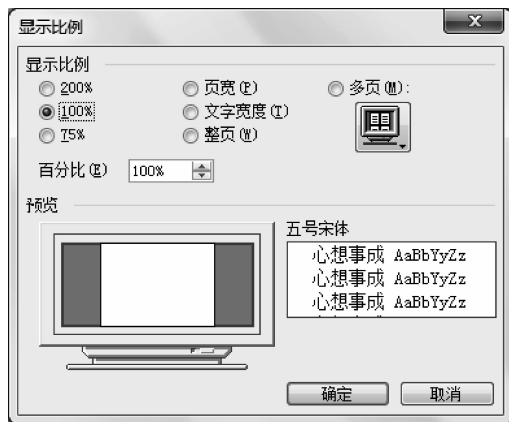 显示比例
显示比例
200% 页宽(P) 多页(M):
100% 文字宽度(T)
75% 整页(W)
百分比(E) 100%
预览
五号宋体
心想事成 AaBbYyZz
心想事成 AaBbYyZz
心想事成 AaBbYyZz
确定 取消